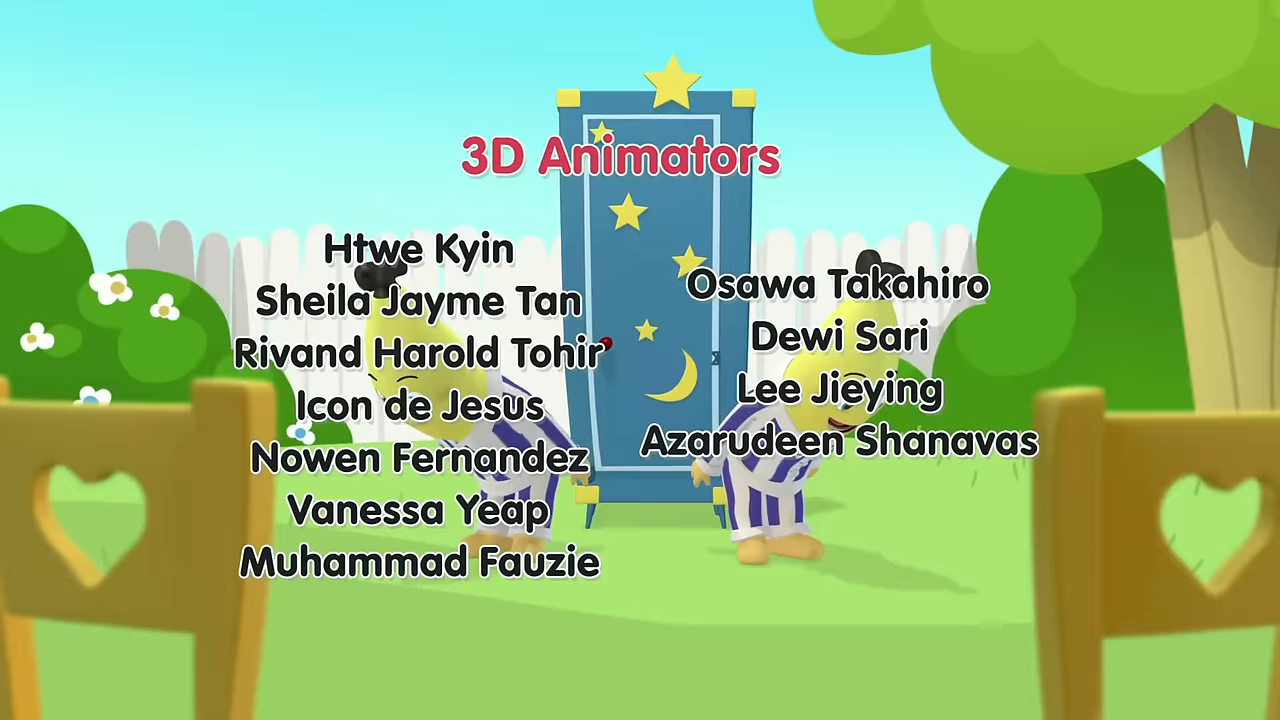 3D Animators
Htwe Kyin
Sheila Jayme Tan
Rivand Harold Tohir
Icon de Jesus
Nowen Fernandez
Vanessa Yeap
Muhammad Fauzie
Osawa Takahiro
Dewi Sari
Lee Jieying
Azarudeen Shanavas